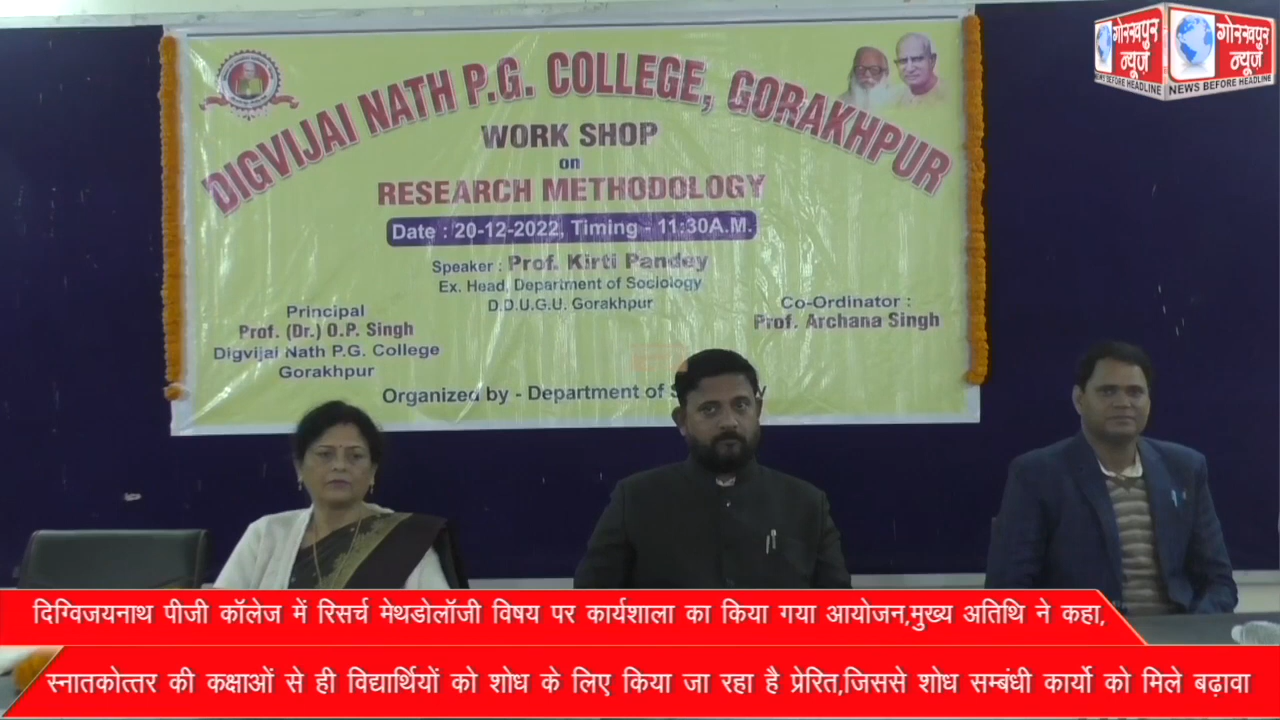 गोरखपुर
न्यूज
NEWS BEFORE HEADLINE
गोरखपुर
न्यूज
NEWS BEFORE HEADLINE
DIGVIJAI NATH P.G. COLLEGE, GORAKHPUR
WORK SHOP
on
RESEARCH METHODOLOGY
Date : 20-12-2022, Timing - 11:30A.M.
Speaker : Prof. Kirti Pandey
Ex. Head, Department of Sociology
D.D.U.G.U. Gorakhpur
Principal
Prof. (Dr.) O.P. Singh
Digvijai Nath P.G. College
Gorakhpur
Co-Ordinator :
Prof. Archana Singh
Organized by - Department of
दिग्विजयनाथ पीजी कॉलेज में रिसर्च मेथडोलॉजी विषय पर कार्यशाला का किया गया आयोजन,मुख्य अतिथि ने कहा,
स्नातकोत्तर की कक्षाओं से ही विद्यार्थियों को शोध के लिए किया जा रहा है प्रेरित,जिससे शोध सम्बंधी कार्यो को मिले बढ़ावा